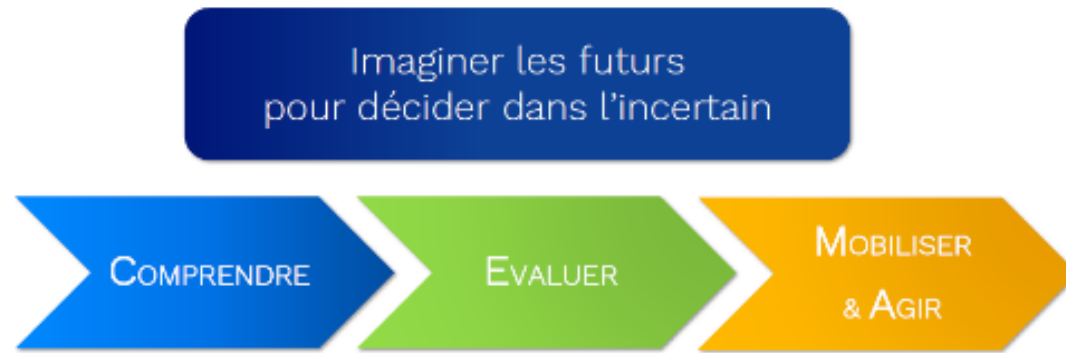 Imaginer les futurs
pour décider dans l'incertain
COMPRENDRE
EVALUER
MOBILISER
& AGIR